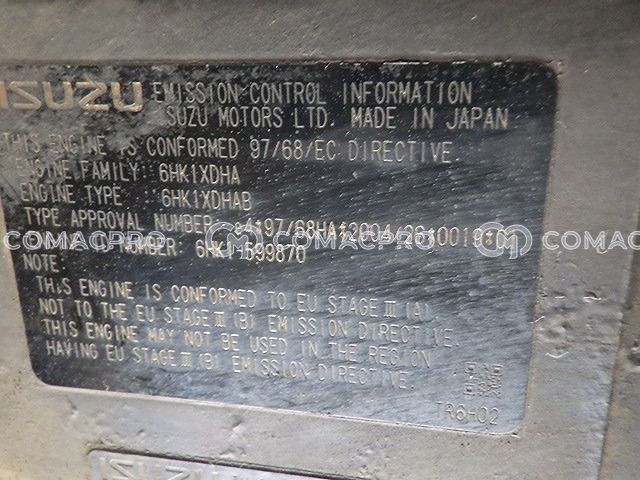 ISUZU EMISSION CONTROL INFORMATION
ISUZU MOTORS LTD. MADE IN JAPAN
THIS ENGINE IS CONFORMED 97/68/EC DIRECTIVE.
ENGINE FAMILY: 6HK1XDHA
ENGINE TYPE : 6HK1XDHAB
TYPE APPROVAL NUMBER :
COMACPRO COMACPRO COMACPRO COMACPRO
NUMBER:
NOTE:
THIS ENGINE IS CONFORMED TO EU STAGE III (A),
NOT TO THE EU STAGE III (B) EMISSION DIRECTIVE.
THIS ENGINE MAY NOT BE USED IN THE REGION
HAVING EU STAGE III (B) EMISSION DIRECTIVE.
TR6H02